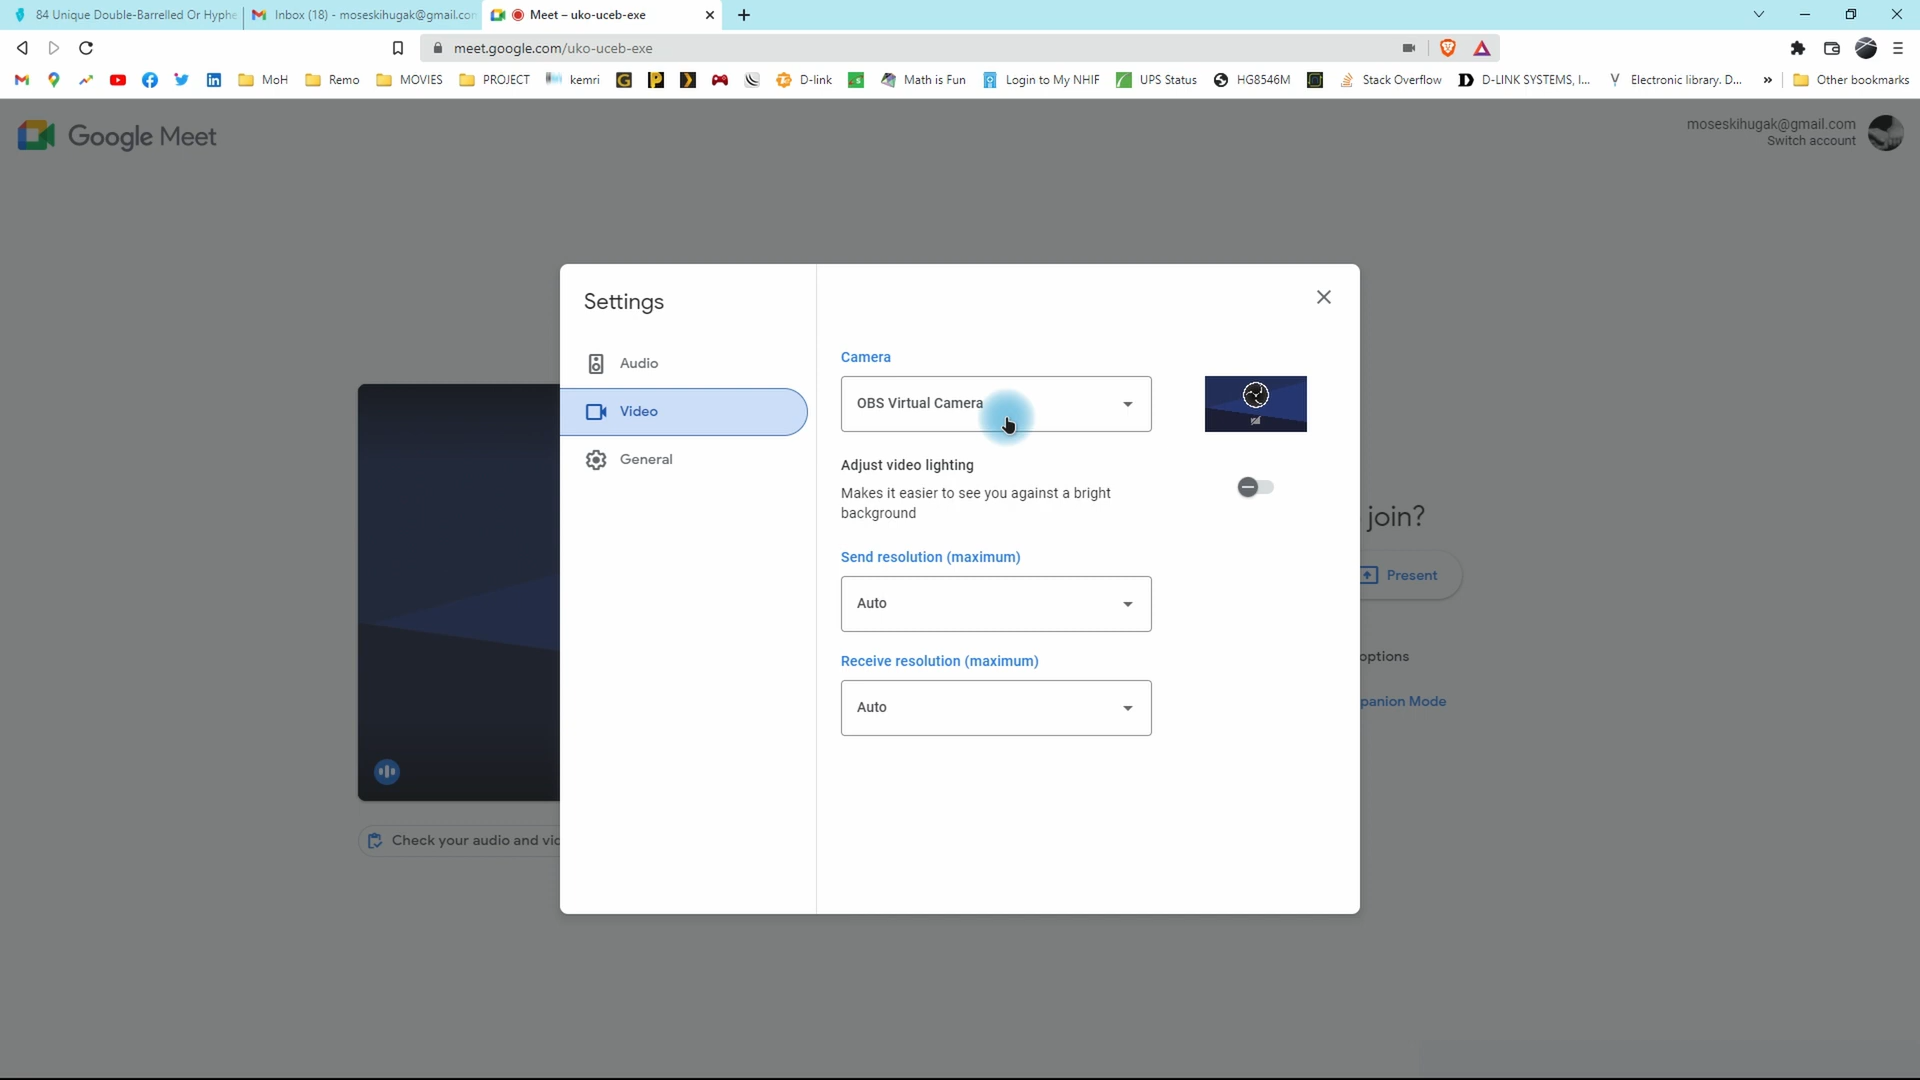 84 Unique Double-Barrelled Or Hyphe
Inbox (18) - moseskihugak@gmail.con
Meet – uko-uceb-exe
meet.google.com/uko-uceb-exe
MoH
Remo
MOVIES
PROJECT
kemri
D-link
Math is Fun
Login to My NHIF
UPS Status
HG8546M
Stack Overflow
D-LINK SYSTEMS, I...
Electronic library. D...
»
Other bookmarks
Google Meet
moseskihugak@gmail.com
Switch account
Settings
Audio
Video
General
Camera
OBS Virtual Camera
Adjust video lighting
Makes it easier to see you against a bright
background
Send resolution (maximum)
Auto
Receive resolution (maximum)
Auto
join?
Present
options
panion Mode
Check your audio and vic